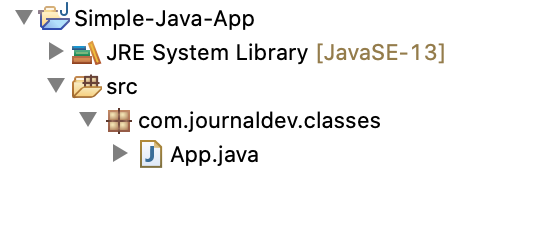 Simple-Java-App
JRE System Library [JavaSE-13]
src
com.journaldev.classes
App.java